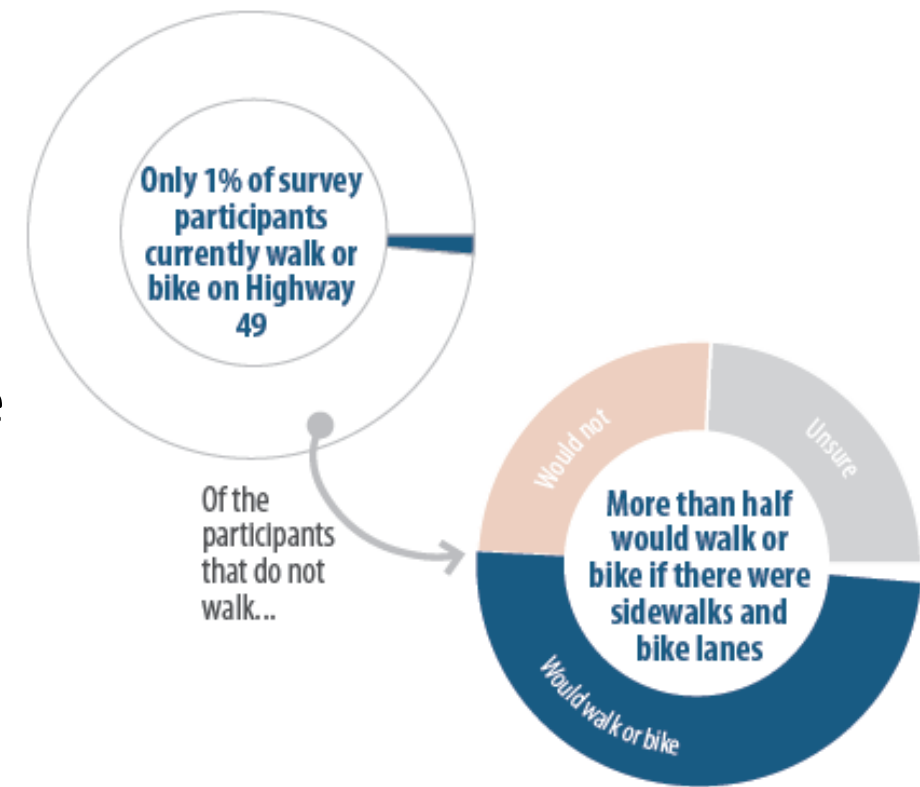 Only 1% of survey
participants
currently walk or
bike on Highway
49
Of the
participants
that do not
walk...
Would not
Unsure
More than half
would walk or
bike if there were
sidewalks and
bike lanes
Would walk or bike